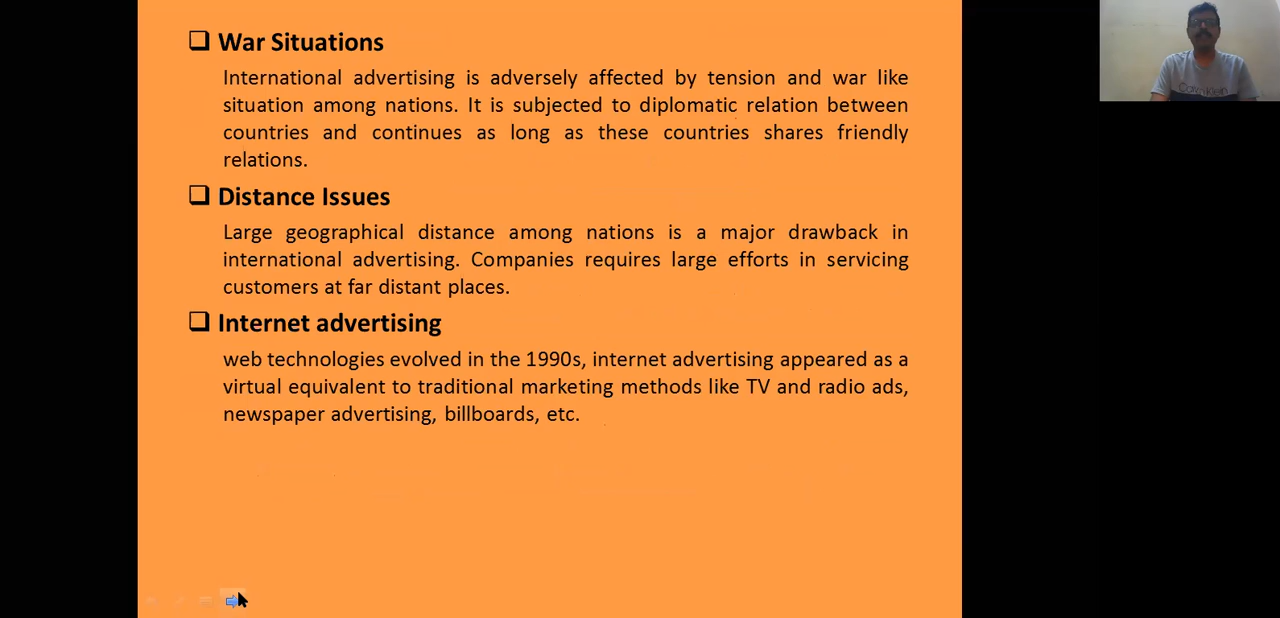 War Situations
International advertising is adversely affected by tension and war like
situation among nations. It is subjected to diplomatic relation between
countries and continues as long as these countries shares friendly
relations.
Distance Issues
Large geographical distance among nations is a major drawback in
international advertising. Companies requires large efforts in servicing
customers at far distant places.
Internet advertising
web technologies evolved in the 1990s, internet advertising appeared as a
virtual equivalent to traditional marketing methods like TV and radio ads,
newspaper advertising, billboards, etc.
Calvin Klein